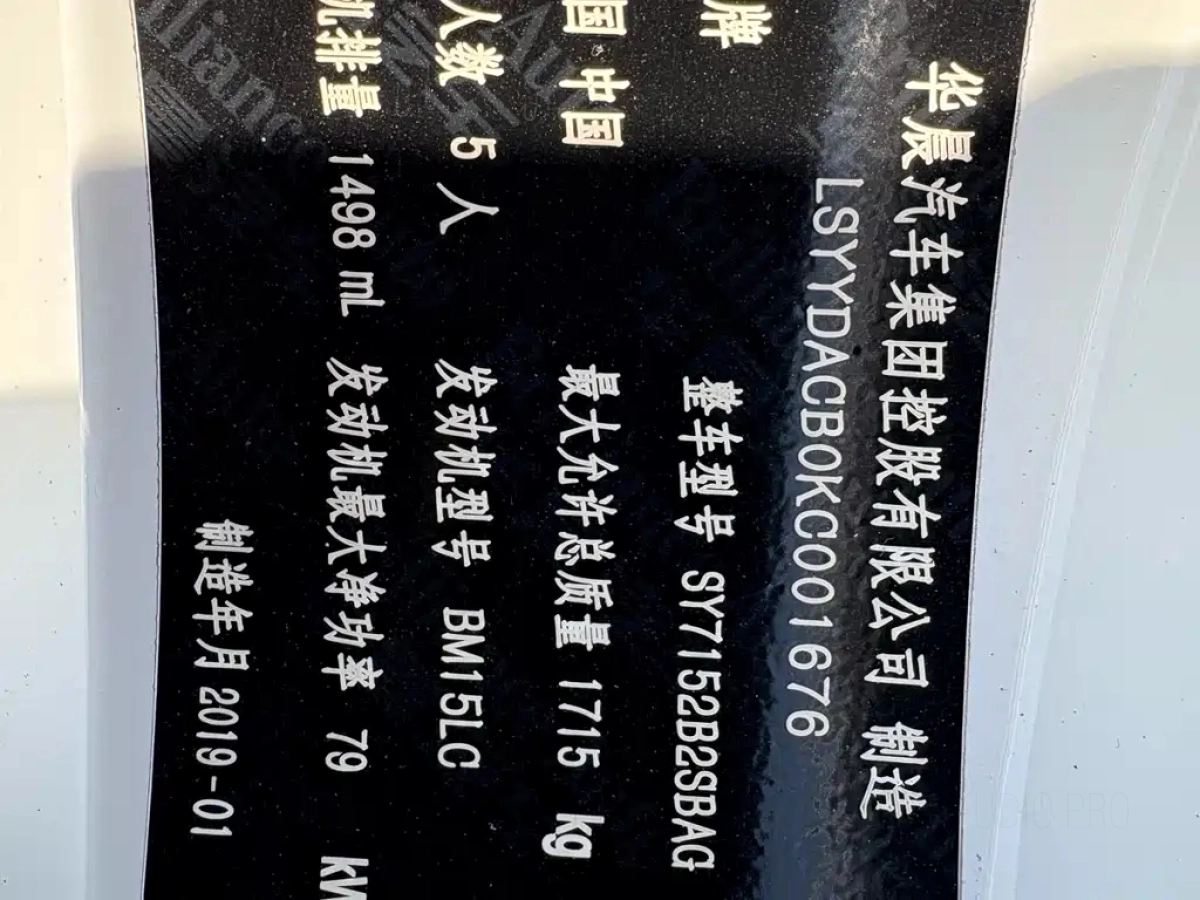 华晨汽车集团控股有限公司 制造
LSYYDACB0KC001676
牌 整车型号 SY7152B2SBAG
国 中国 最大允许总质量 1715 kg
人数 5 人 发动机型号 BM15LC
机排量 1498 mL 发动机最大净功率 79 kW
制造年月 2019-01